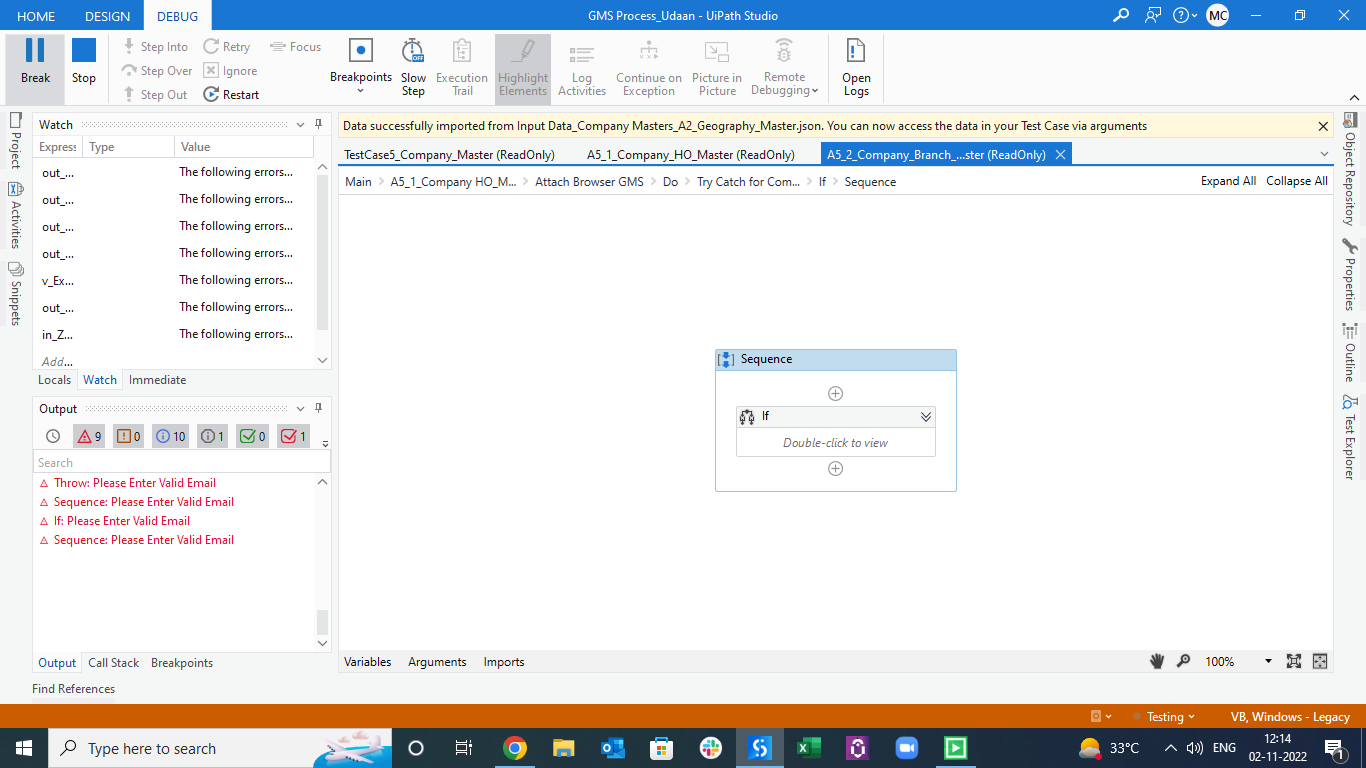 HOME DESIGN DEBUG GMS Process_Udaan - UiPath Studio MC
Break
Stop
Step Into
Step Over
Step Out
Retry
Ignore
Restart
Focus
Breakpoints
OFF
Slow
Step
Execution
Trail
Highlight
Elements
Log
Activities
Continue on
Exception
Picture in
Picture
Remote
Debugging
Open
Logs
Project
Activities
Snippets
Watch
Express Type Value
out_... The following errors...
out_... The following errors...
out_... The following errors...
out_... The following errors...
v_Ex... The following errors...
out_... The following errors...
in_Z... The following errors...
Add...
Locals Watch Immediate
Output
9 0 10 1 0 1
Search
Throw: Please Enter Valid Email
Sequence: Please Enter Valid Email
If: Please Enter Valid Email
Sequence: Please Enter Valid Email
Output Call Stack Breakpoints
Find References
Data successfully imported from Input Data_Company Masters_A2_Geography_Master.json. You can now access the data in your Test Case via arguments
TestCase5_Company_Master (ReadOnly) A5_1_Company_HO_Master (ReadOnly) A5_2_Company_Branch_...ster (ReadOnly)
Main A5_1_Company HO_M... Attach Browser GMS Do Try Catch for Com... If Sequence Expand All Collapse All
Sequence
If
Double-click to view
Variables Arguments Imports 100%
Object Repository
Properties
Outline
Test Explorer
Testing VB, Windows - Legacy
Type here to search
33°C ENG
12:14
02-11-2022
1